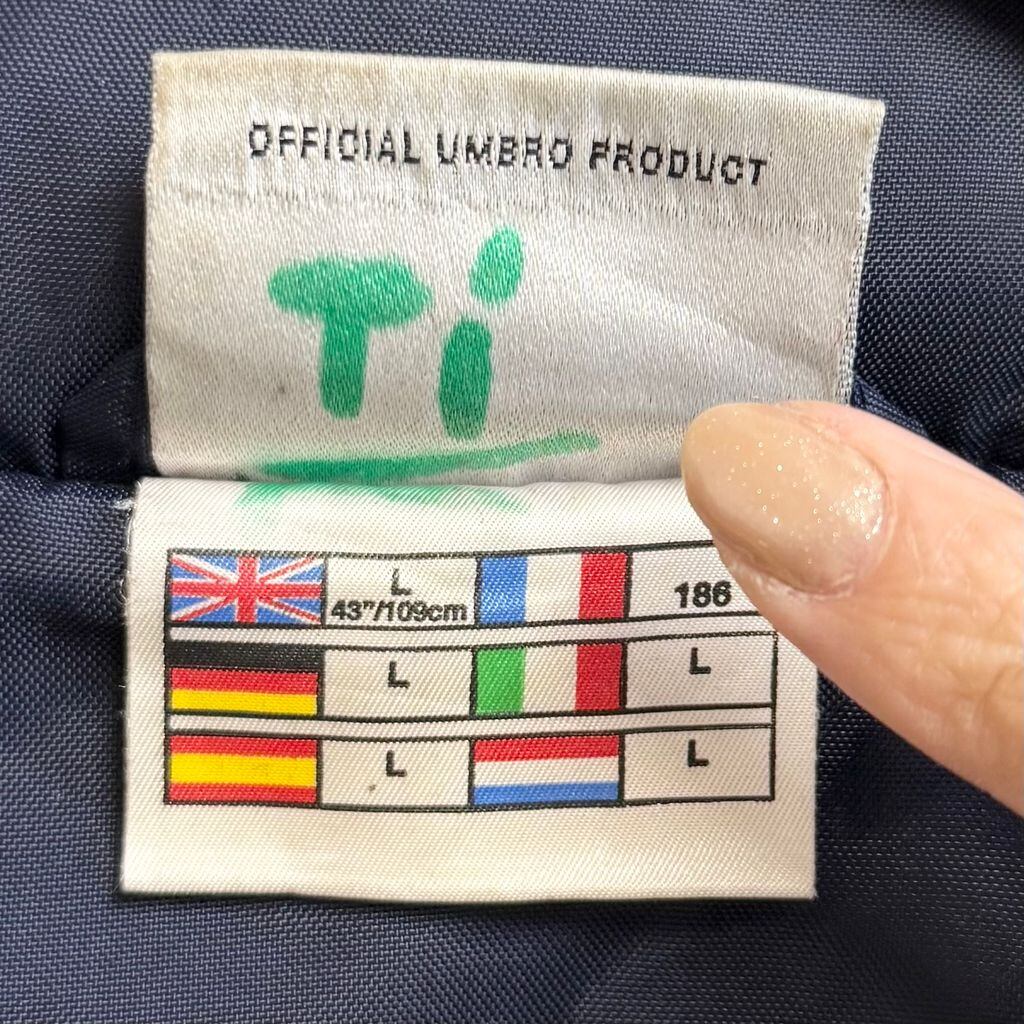 OFFICIAL UMBRO PRODUCT
Ti
L
43"/109cm
186
L
L
L
L